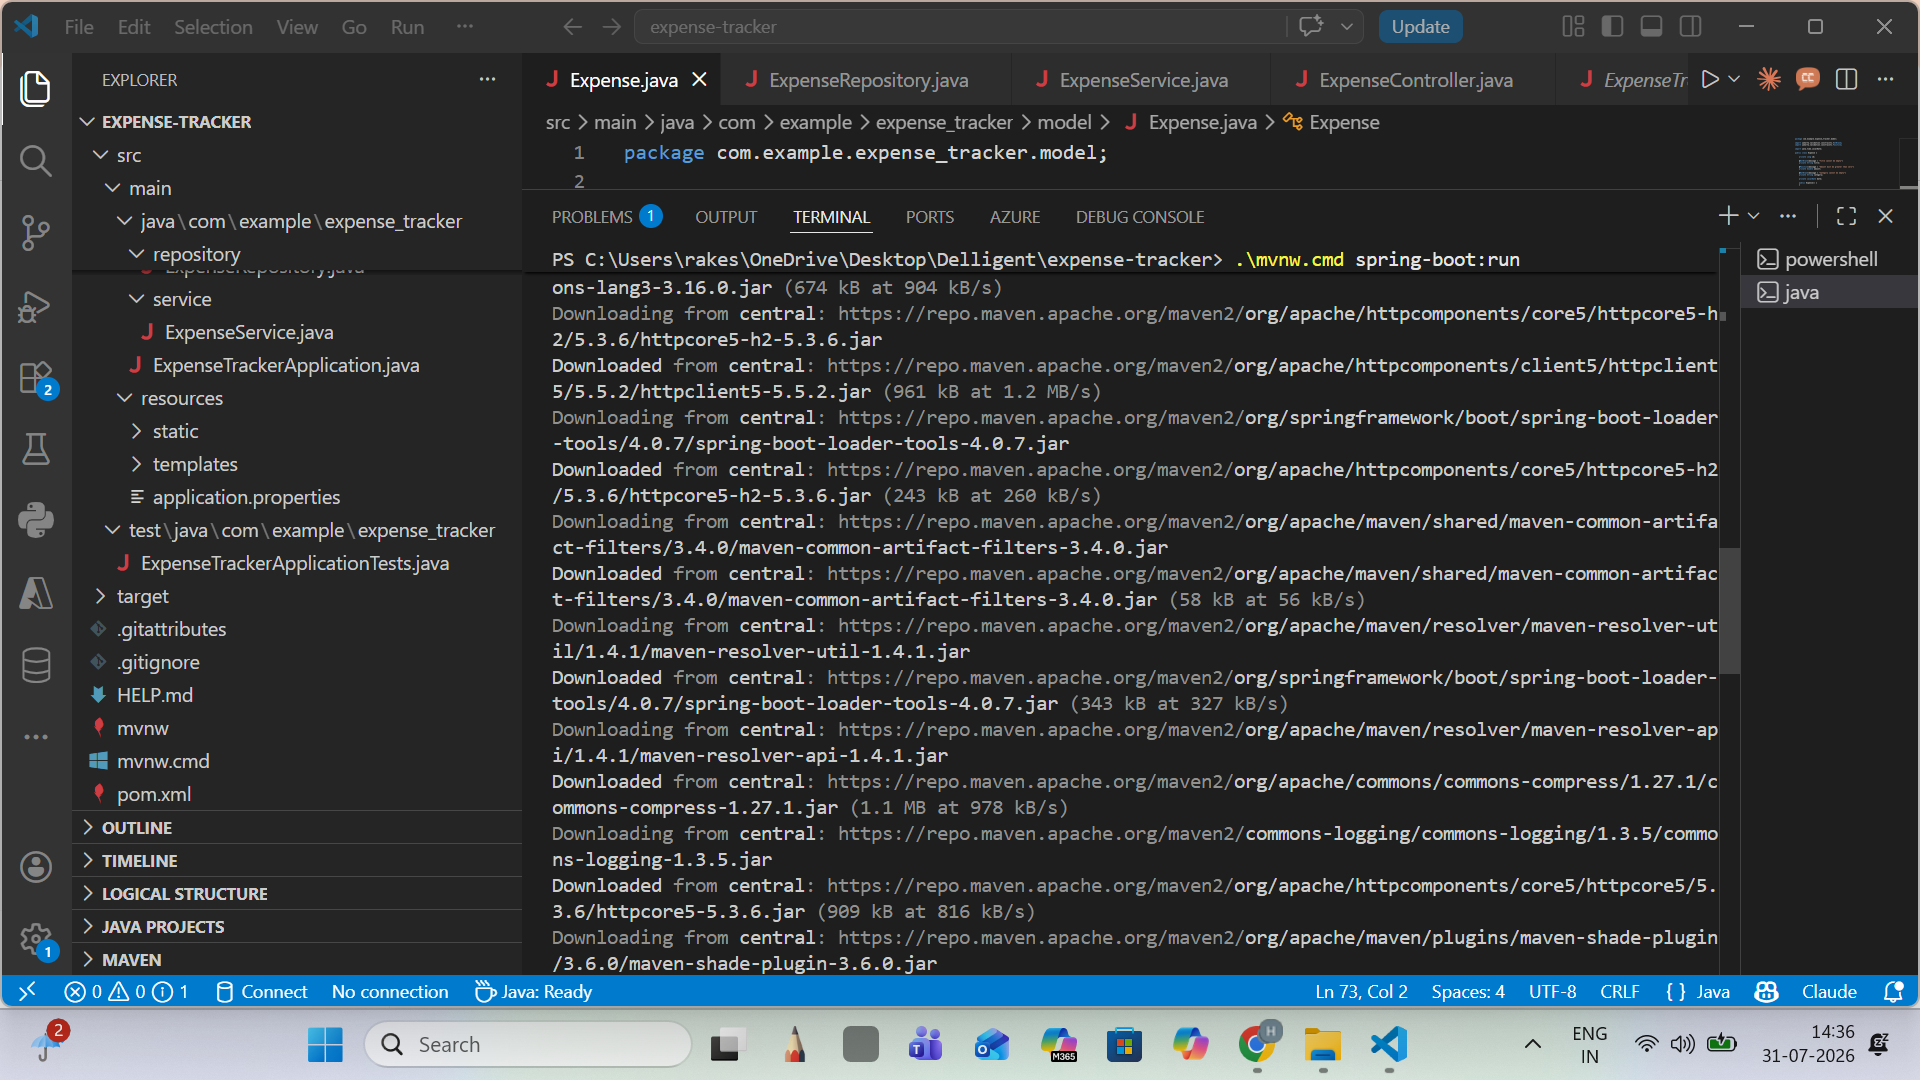 File Edit Selection View Go Run ···
expense-tracker
Update
EXPLORER
Expense.java
ExpenseRepository.java
ExpenseService.java
ExpenseController.java
ExpenseTr
EXPENSE-TRACKER
src
main
java\com\example\expense_tracker
repository
ExpenseRepository.java
service
ExpenseService.java
ExpenseTrackerApplication.java
resources
static
templates
application.properties
test\java\com\example\expense_tracker
ExpenseTrackerApplicationTests.java
target
.gitattributes
.gitignore
HELP.md
mvnw
mvnw.cmd
pom.xml
OUTLINE
TIMELINE
LOGICAL STRUCTURE
JAVA PROJECTS
MAVEN
2
1
src > main > java > com > example > expense_tracker > model > Expense.java > Expense
1 package com.example.expense_tracker.model;
2
PROBLEMS 1 OUTPUT TERMINAL PORTS AZURE DEBUG CONSOLE
PS C:\Users\rakes\OneDrive\Desktop\Delligent\expense-tracker> .\mvnw.cmd spring-boot:run
ons-lang3-3.16.0.jar (674 kB at 904 kB/s)
Downloading from central: https://repo.maven.apache.org/maven2/org/apache/httpcomponents/core5/httpcore5-h
2/5.3.6/httpcore5-h2-5.3.6.jar
Downloaded from central: https://repo.maven.apache.org/maven2/org/apache/httpcomponents/client5/httpclient
5/5.5.2/httpclient5-5.5.2.jar (961 kB at 1.2 MB/s)
Downloading from central: https://repo.maven.apache.org/maven2/org/springframework/boot/spring-boot-loader
-tools/4.0.7/spring-boot-loader-tools-4.0.7.jar
Downloaded from central: https://repo.maven.apache.org/maven2/org/apache/httpcomponents/core5/httpcore5-h2
/5.3.6/httpcore5-h2-5.3.6.jar (243 kB at 260 kB/s)
Downloading from central: https://repo.maven.apache.org/maven2/org/apache/maven/shared/maven-common-artifa
ct-filters/3.4.0/maven-common-artifact-filters-3.4.0.jar
Downloaded from central: https://repo.maven.apache.org/maven2/org/apache/maven/shared/maven-common-artifac
t-filters/3.4.0/maven-common-artifact-filters-3.4.0.jar (58 kB at 56 kB/s)
Downloading from central: https://repo.maven.apache.org/maven2/org/apache/maven/resolver/maven-resolver-ut
il/1.4.1/maven-resolver-util-1.4.1.jar
Downloaded from central: https://repo.maven.apache.org/maven2/org/springframework/boot/spring-boot-loader-
tools/4.0.7/spring-boot-loader-tools-4.0.7.jar (343 kB at 327 kB/s)
Downloading from central: https://repo.maven.apache.org/maven2/org/apache/maven/resolver/maven-resolver-ap
i/1.4.1/maven-resolver-api-1.4.1.jar
Downloaded from central: https://repo.maven.apache.org/maven2/org/apache/commons/commons-compress/1.27.1/c
ommons-compress-1.27.1.jar (1.1 MB at 978 kB/s)
Downloading from central: https://repo.maven.apache.org/maven2/commons-logging/commons-logging/1.3.5/commo
ns-logging-1.3.5.jar
Downloaded from central: https://repo.maven.apache.org/maven2/org/apache/httpcomponents/core5/httpcore5/5.
3.6/httpcore5-5.3.6.jar (909 kB at 816 kB/s)
Downloading from central: https://repo.maven.apache.org/maven2/org/apache/maven/plugins/maven-shade-plugin
/3.6.0/maven-shade-plugin-3.6.0.jar
powershell
java
0 0 1 Connect No connection Java: Ready
Ln 73, Col 2 Spaces: 4 UTF-8 CRLF { } Java Claude
2
Search
M365
H
ENG
IN
14:36
31-07-2026